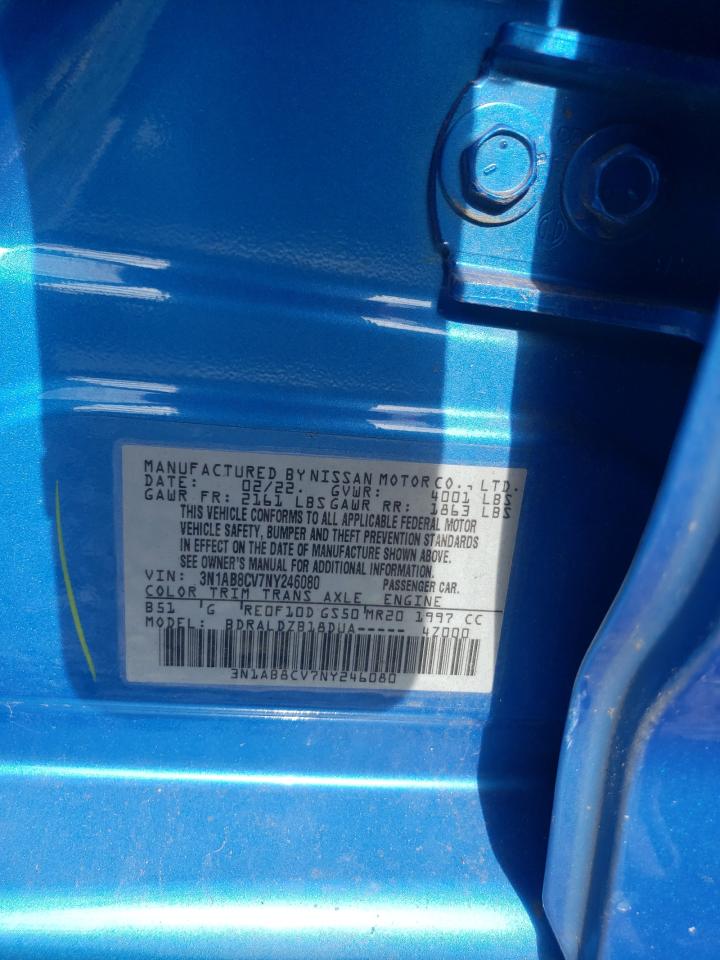 MANUFACTURED BY NISSAN MOTOR CO., LTD.
DATE: 02/22. GVWR: 4001 LBS
GAWR FR: 2161 LBS GAWR RR: 1863 LBS
THIS VEHICLE CONFORMS TO ALL APPLICABLE FEDERAL MOTOR
VEHICLE SAFETY, BUMPER AND THEFT PREVENTION STANDARDS
IN EFFECT ON THE DATE OF MANUFACTURE SHOWN ABOVE.
SEE OWNER'S MANUAL FOR ADDITIONAL INFORMATION.
VIN: 3N1AB8CV7NY246080 PASSENGER CAR.
COLOR TRIM TRANS AXLE ENGINE
B51 G RE0F10D GS50 MR20 1997 CC
MODEL: BDRALDZB18DUA----- 4Z000
3N1AB8CV7NY246080